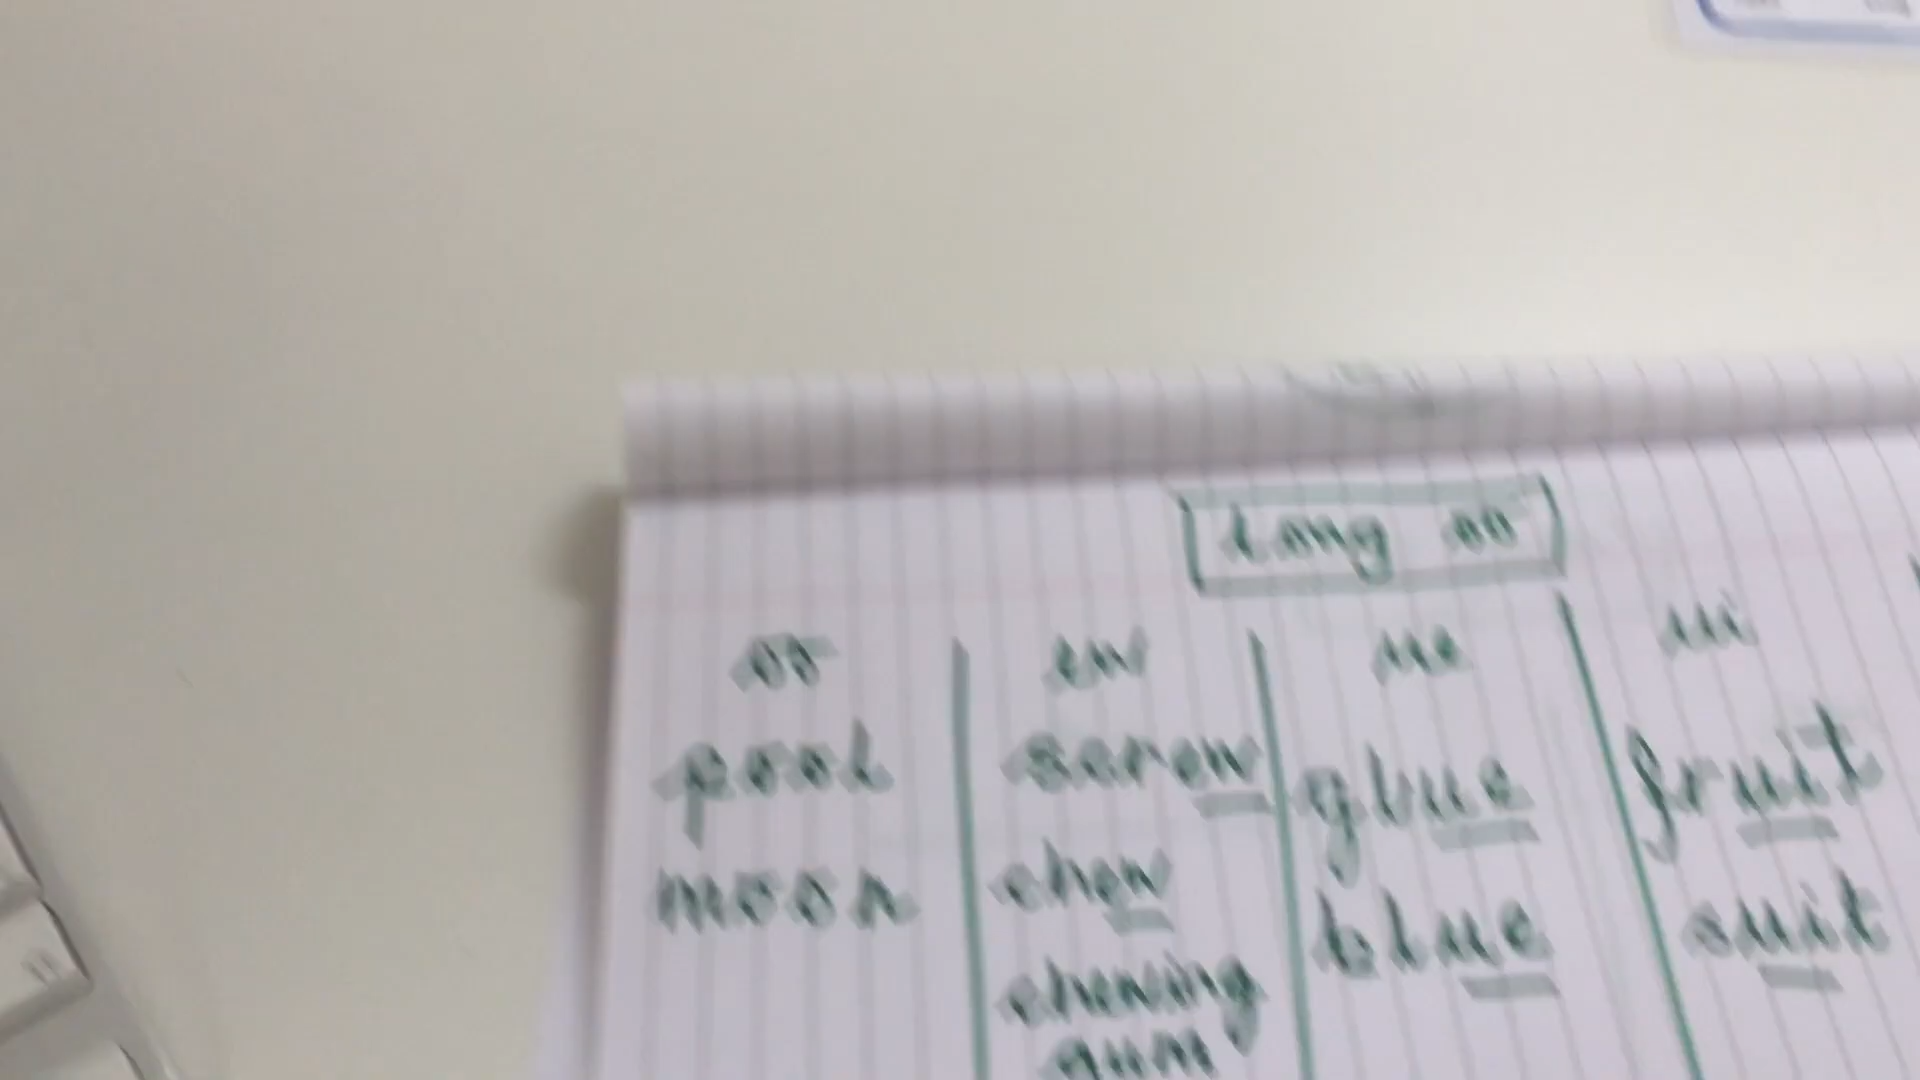 Long oo
oo ew ue ui
pool screw glue fruit
moon chew blue suit
chewing
gum